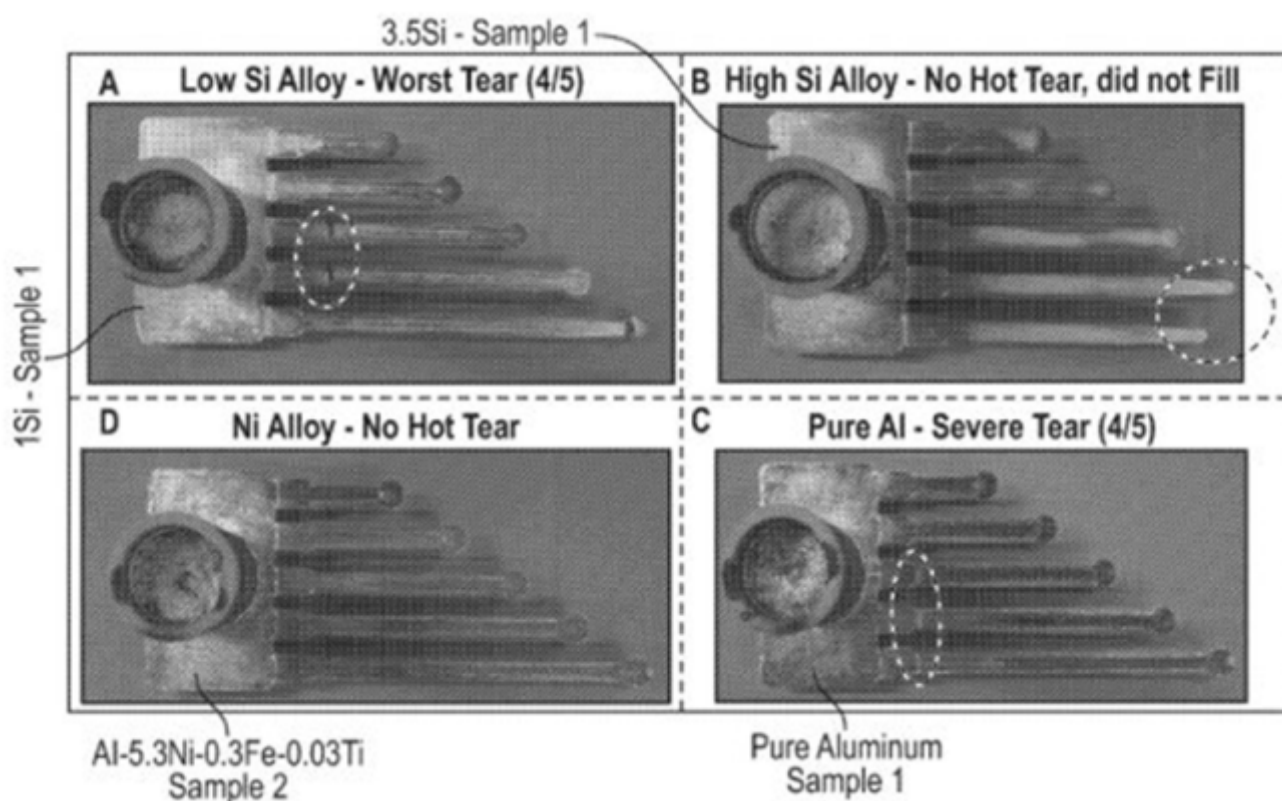 3.5Si - Sample 1
A
Low Si Alloy - Worst Tear (4/5)
B
High Si Alloy - No Hot Tear, did not Fill
1Si - Sample 1
D
Ni Alloy - No Hot Tear
C
Pure Al - Severe Tear (4/5)
Al-5.3Ni-0.3Fe-0.03Ti
Sample 2
Pure Aluminum
Sample 1